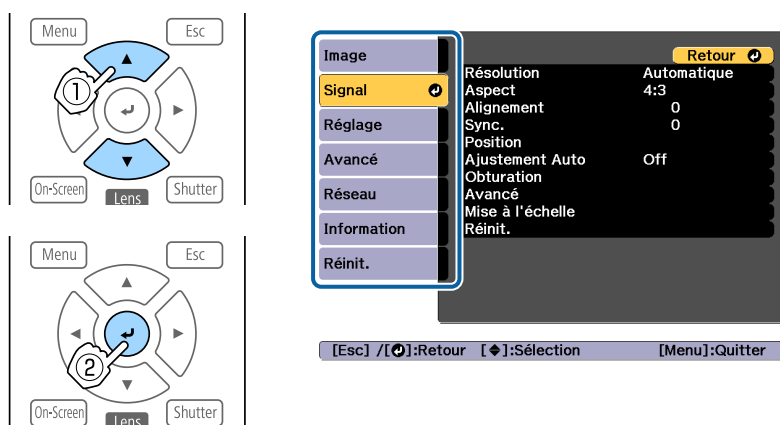 Menu
Esc
1
On-Screen
Lens
Shutter
Menu
Esc
2
On-Screen
Lens
Shutter
Image
Signal
Réglage
Avancé
Réseau
Information
Réinit.
Retour
Résolution Automatique
Aspect 4:3
Alignement 0
Sync. 0
Position
Ajustement Auto Off
Obturation
Avancé
Mise à l'échelle
Réinit.
[Esc] /[⏎]:Retour [◆]:Sélection [Menu]:Quitter